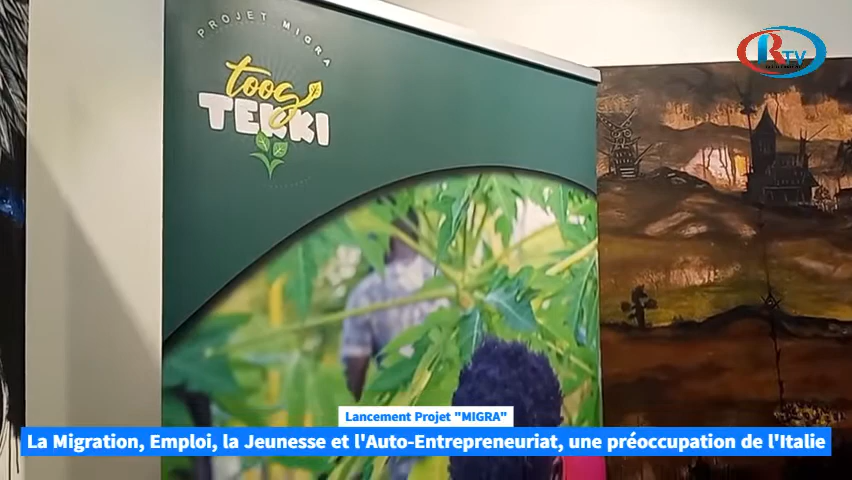 PROJET MIGRA
toog
TEKKI
RTV
Lancement Projet "MIGRA"
La Migration, Emploi, la Jeunesse et l'Auto-Entrepreneuriat, une préoccupation de l'Italie